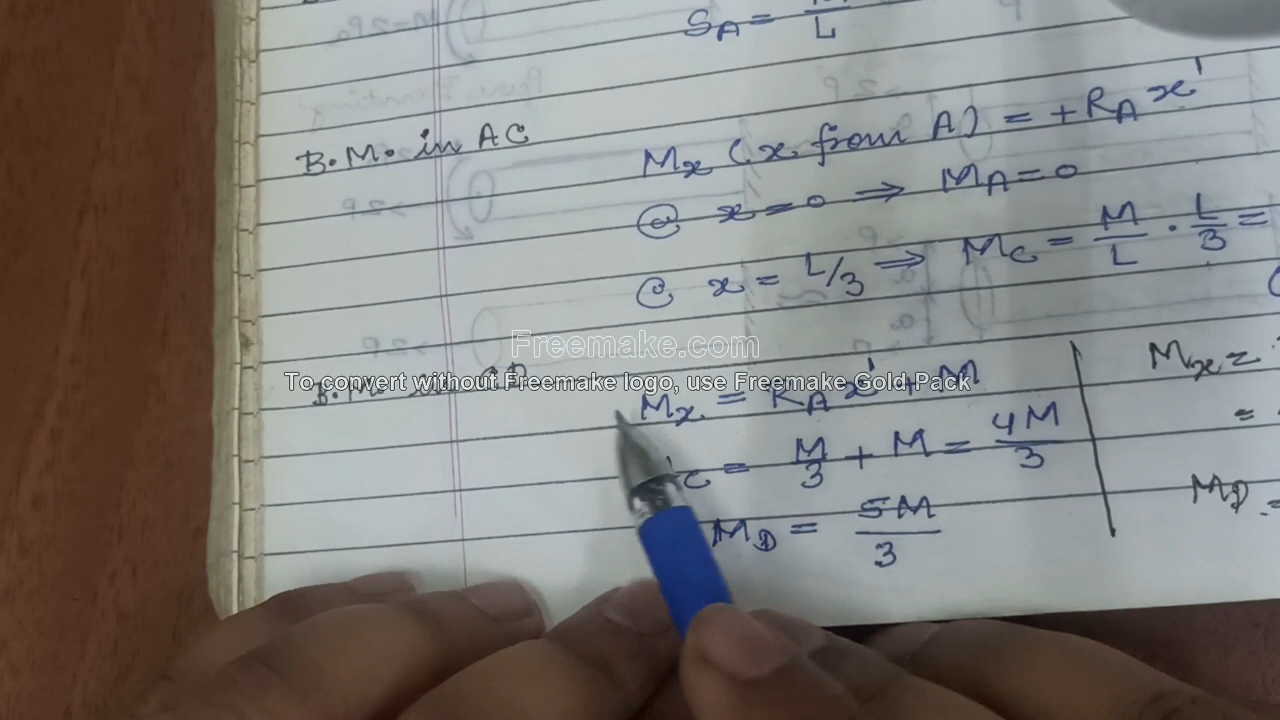 S_A = M/L
B.M. in AC
M_x (x from A) = +R_A x'
@ x = 0 ⇒ M_A = 0
@ x = L/3 ⇒ M_C = M/L · L/3 =
Freemake.com
To convert without Freemake logo, use Freemake Gold Pack
M_x = R_A x' + M
M_x =
C = M/3 + M = 4M/3
M_D = 5M/3
M_D =